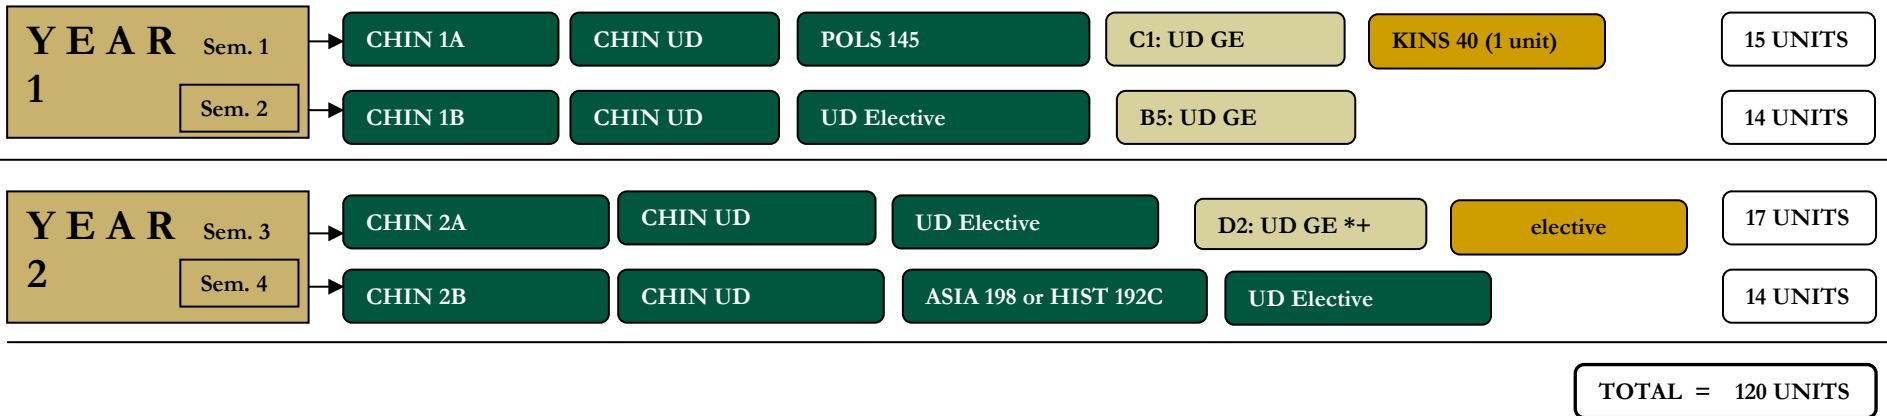 YEAR Sem. 1 CHIN 1A CHIN UD POLS 145 C1: UD GE KINS 40 (1 unit) 15 UNITS
1
Sem. 2 CHIN 1B CHIN UD UD Elective B5: UD GE 14 UNITS
YEAR Sem. 3 CHIN 2A CHIN UD UD Elective D2: UD GE *+ elective 17 UNITS
2
Sem. 4 CHIN 2B CHIN UD ASIA 198 or HIST 192C UD Elective 14 UNITS
TOTAL = 120 UNITS